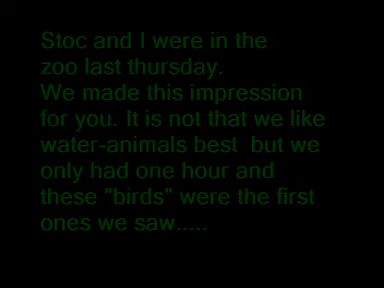 Stoc and I were in the
zoo last thursday.
We made this impression
for you. It is not that we like
water-animals best  but we
only had one hour and
these "birds" were the first
ones we saw.....